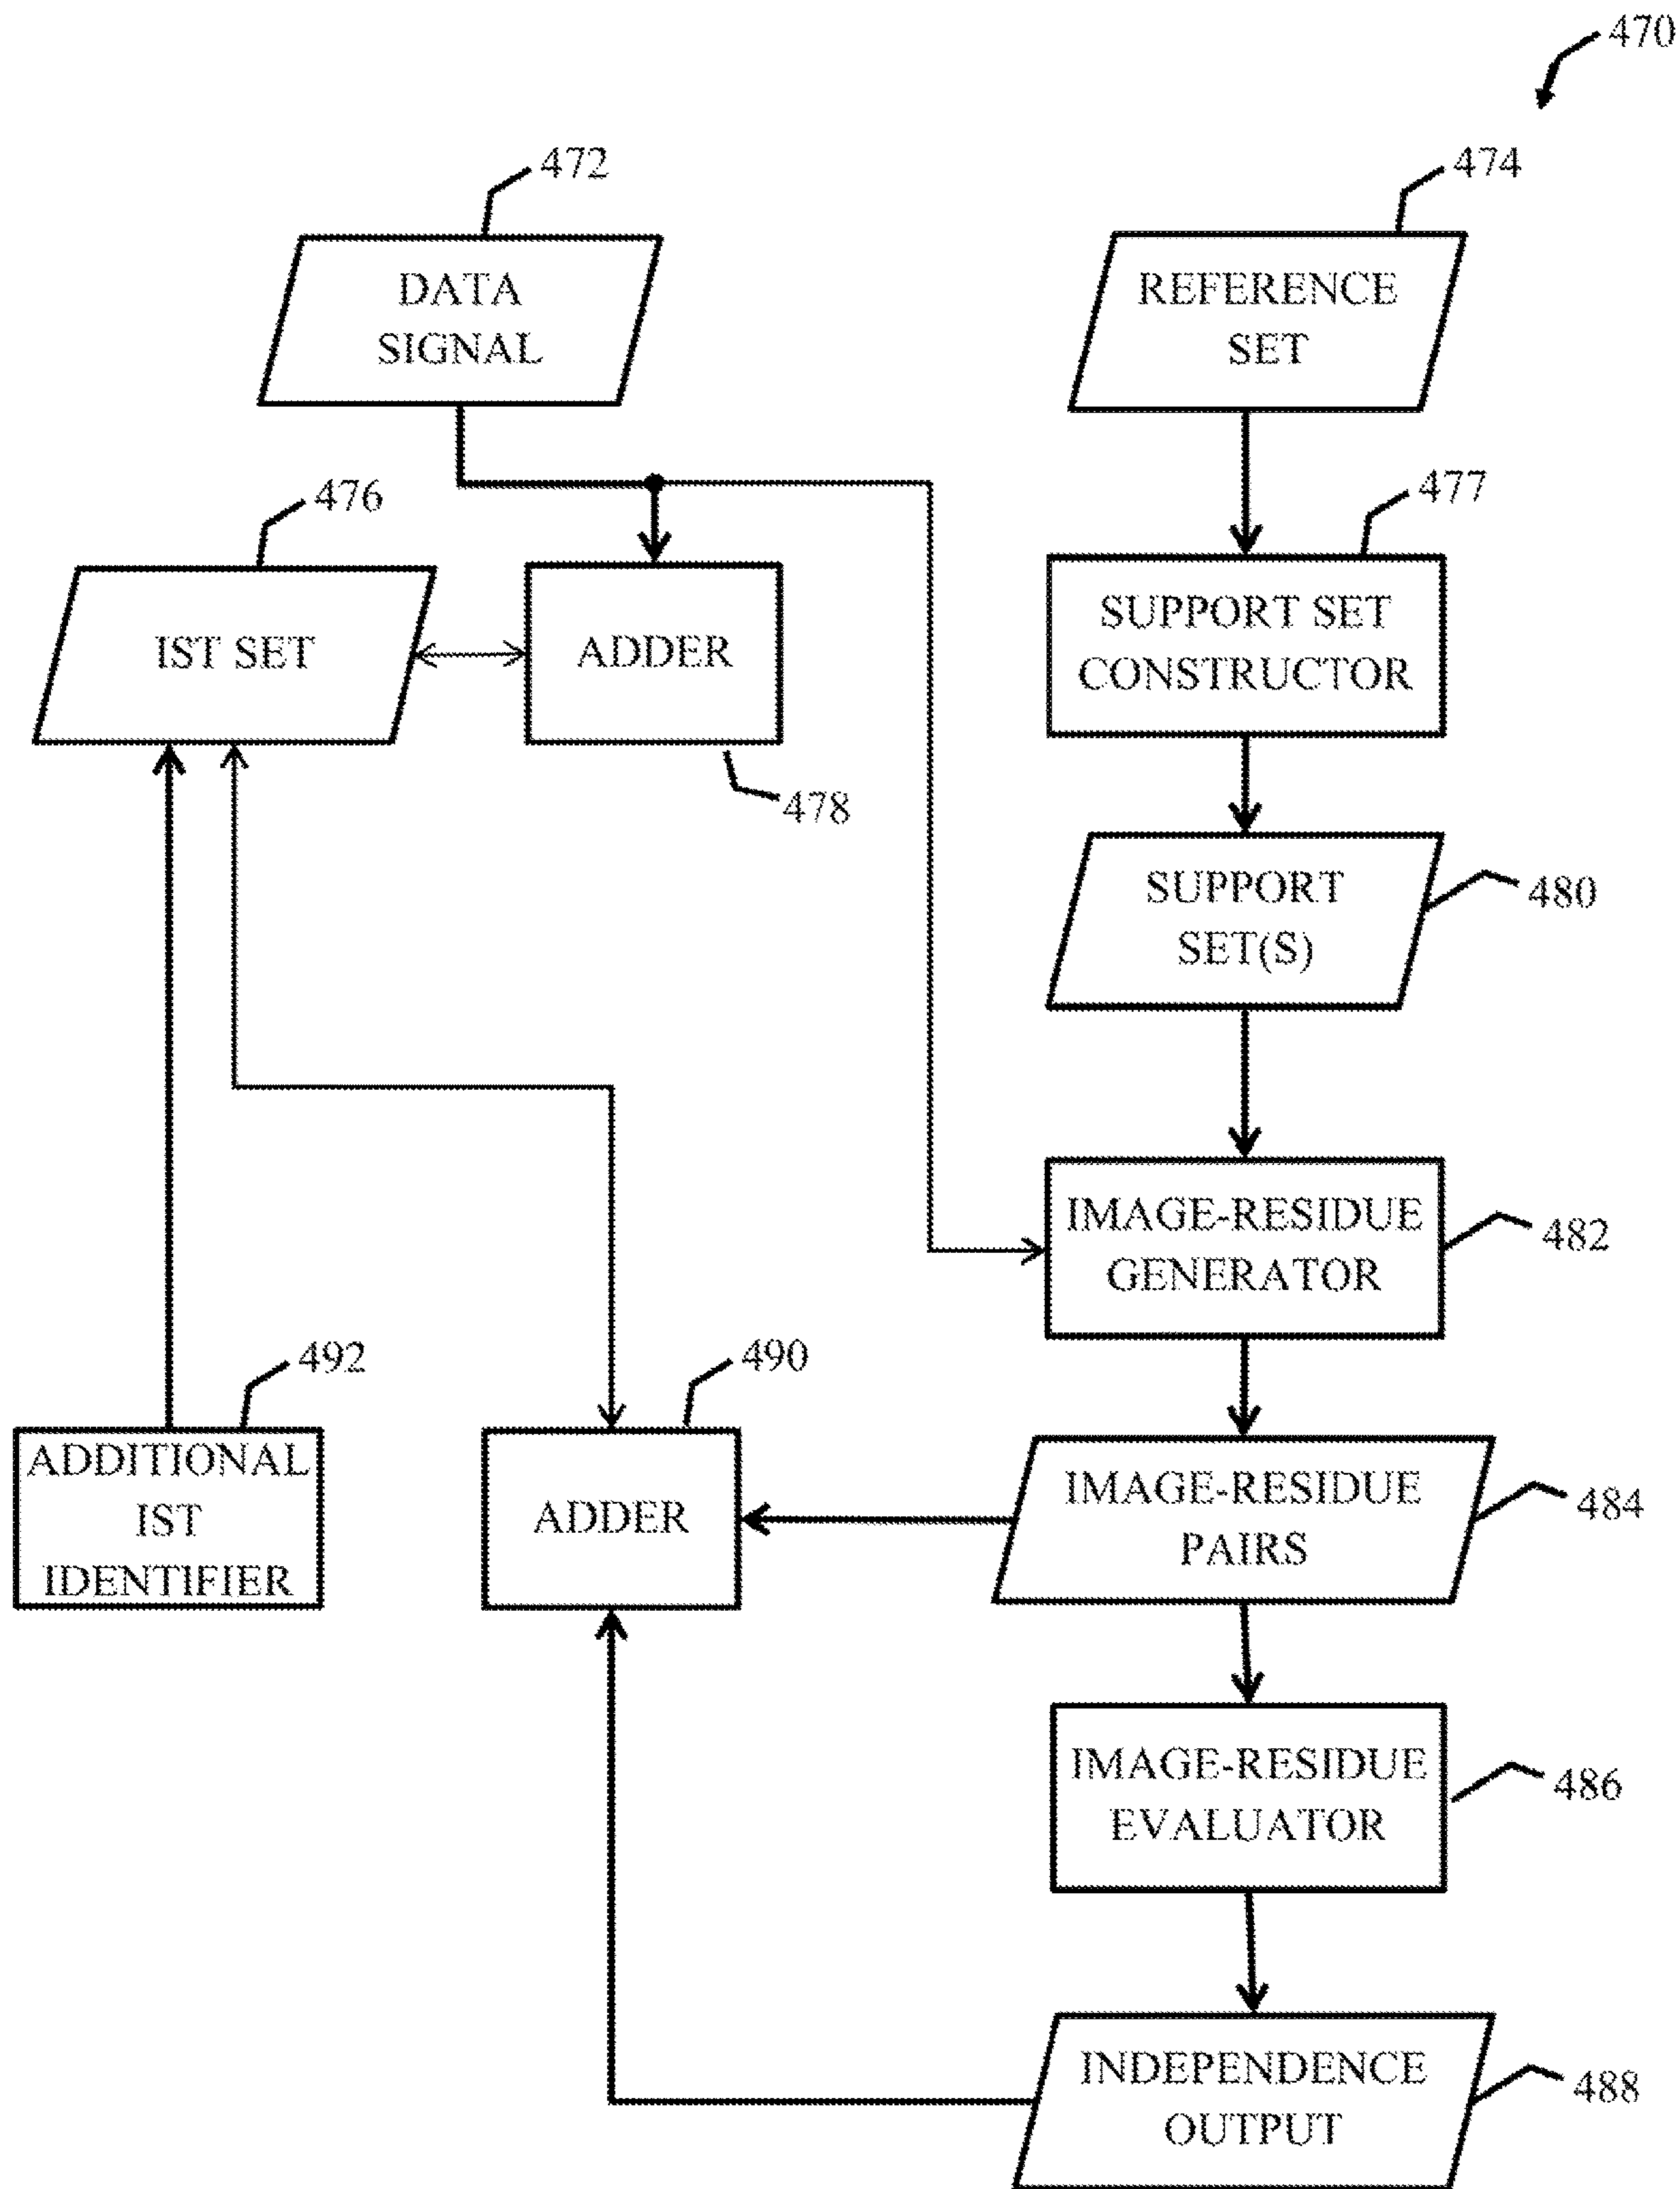 470
472
474
DATA
SIGNAL
REFERENCE
SET
476
477
IST SET
ADDER
SUPPORT SET
CONSTRUCTOR
478
SUPPORT
SET(S)
480
IMAGE-RESIDUE
GENERATOR
482
492
490
ADDITIONAL
IST
IDENTIFIER
ADDER
IMAGE-RESIDUE
PAIRS
484
IMAGE-RESIDUE
EVALUATOR
486
INDEPENDENCE
OUTPUT
488